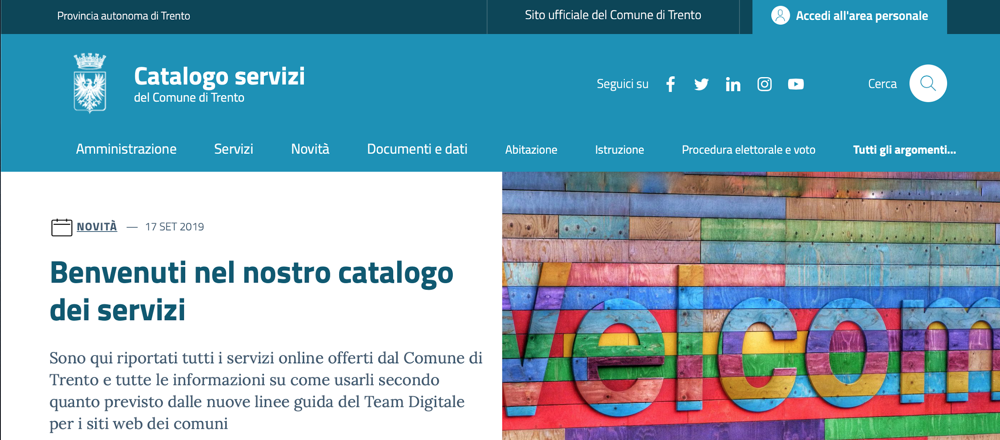 Provincia autonoma di Trento
Sito ufficiale del Comune di Trento
Accedi all'area personale
Catalogo servizi
del Comune di Trento
Seguici su
Cerca
Amministrazione
Servizi
Novità
Documenti e dati
Abitazione
Istruzione
Procedura elettorale e voto
Tutti gli argomenti...
NOVITÀ — 17 SET 2019
Benvenuti nel nostro catalogo
dei servizi
Sono qui riportati tutti i servizi online offerti dal Comune di
Trento e tutte le informazioni su come usarli secondo
quanto previsto dalle nuove linee guida del Team Digitale
per i siti web dei comuni
welcom